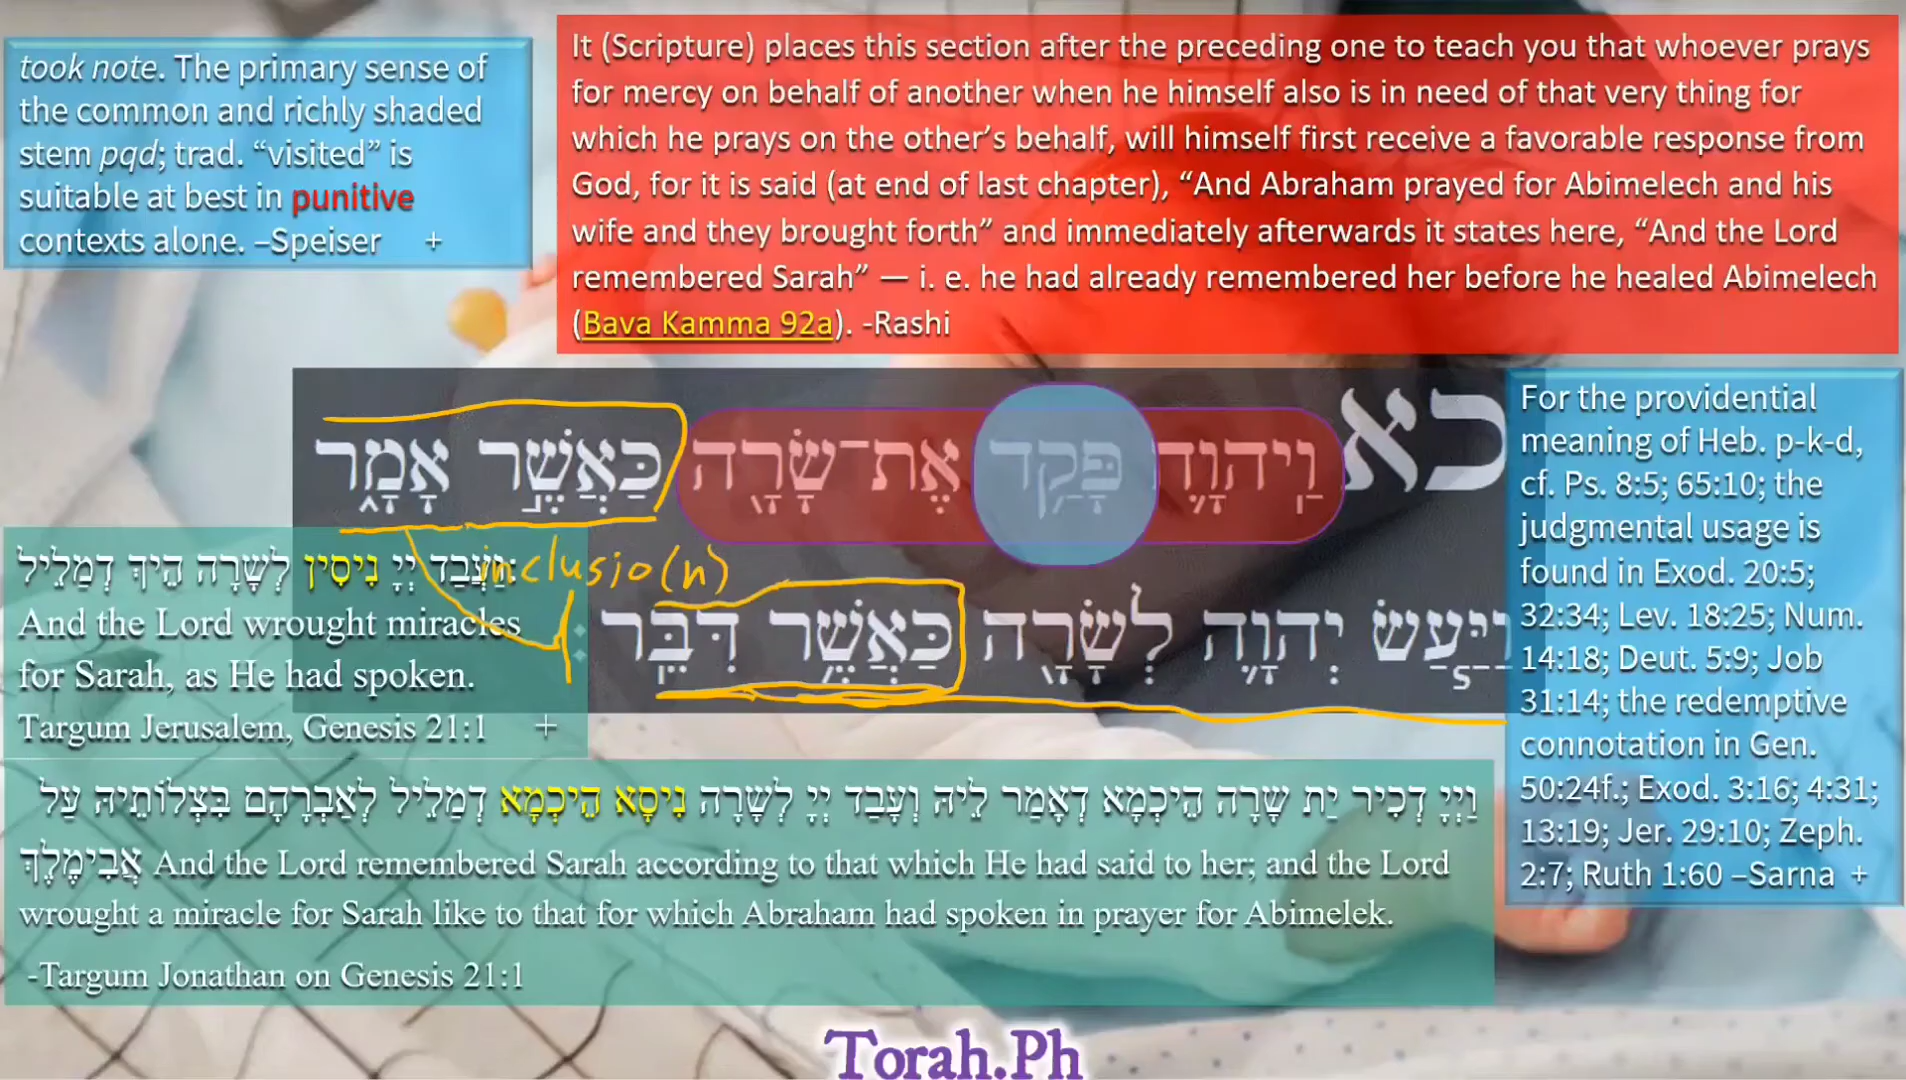 took note. The primary sense of
the common and richly shaded
stem pqd; trad. “visited” is
suitable at best in punitive
contexts alone. –Speiser +
It (Scripture) places this section after the preceding one to teach you that whoever prays
for mercy on behalf of another when he himself also is in need of that very thing for
which he prays on the other’s behalf, will himself first receive a favorable response from
God, for it is said (at end of last chapter), “And Abraham prayed for Abimelech and his
wife and they brought forth” and immediately afterwards it states here, “And the Lord
remembered Sarah” — i. e. he had already remembered her before he healed Abimelech
(Bava Kamma 92a). -Rashi
כא וַֽיהוָ֛ה פָּקַ֥ד אֶת־שָׂרָ֖ה כַּאֲשֶׁ֣ר אָמָ֑ר
inclusio(n)
וַיַּ֧עַשׂ יְהוָ֛ה לְשָׂרָ֖ה כַּאֲשֶׁ֥ר דִּבֵּֽר׃
וַעֲבַד יְיָ נִיסִין לְשָׂרָה הֵיךְ דְמַלִיל:
And the Lord wrought miracles
for Sarah, as He had spoken.
Targum Jerusalem, Genesis 21:1 +
For the providential
meaning of Heb. p-k-d,
cf. Ps. 8:5; 65:10; the
judgmental usage is
found in Exod. 20:5;
32:34; Lev. 18:25; Num.
14:18; Deut. 5:9; Job
31:14; the redemptive
connotation in Gen.
50:24f.; Exod. 3:16; 4:31;
13:19; Jer. 29:10; Zeph.
2:7; Ruth 1:60 –Sarna +
וַיְיָ דְכִיר יַת שָׂרָה הֵיכְמָא דְאָמַר לֵיהּ וְעָבַד יְיָ לְשָׂרָה נִיסָא הֵיכְמָא דְמַלֵיל לְאַבְרָהָם בִּצְלוֹתֵיהּ עַל
אֲבִימֶלֶךְ And the Lord remembered Sarah according to that which He had said to her; and the Lord
wrought a miracle for Sarah like to that for which Abraham had spoken in prayer for Abimelek.
-Targum Jonathan on Genesis 21:1
Torah.Ph